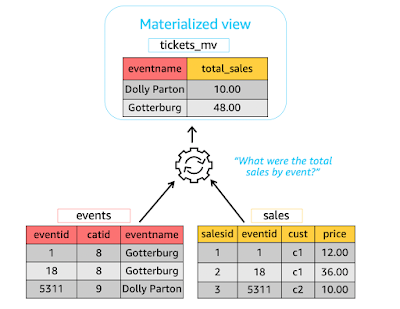 Materialized view
tickets_mv
eventname total_sales
Dolly Parton 10.00
Gotterburg 48.00
"What were the total
sales by event?"
events
eventid catid eventname
1 8 Gotterburg
18 8 Gotterburg
5311 9 Dolly Parton
sales
salesid eventid cust price
1 1 c1 12.00
2 18 c1 36.00
3 5311 c2 10.00